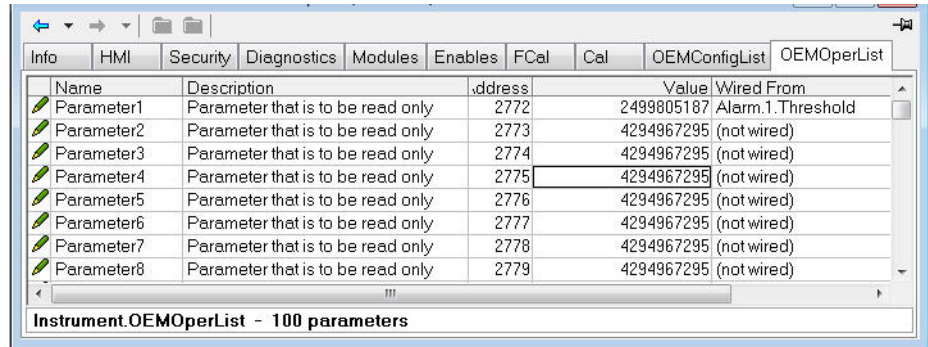 Info HMI Security Diagnostics Modules Enables FCal Cal OEMConfigList OEMOperList
Name Description ddress Value Wired From
Parameter1 Parameter that is to be read only 2772 2499805187 Alarm.1.Threshold
Parameter2 Parameter that is to be read only 2773 4294967295 (not wired)
Parameter3 Parameter that is to be read only 2774 4294967295 (not wired)
Parameter4 Parameter that is to be read only 2775 4294967295 (not wired)
Parameter5 Parameter that is to be read only 2776 4294967295 (not wired)
Parameter6 Parameter that is to be read only 2777 4294967295 (not wired)
Parameter7 Parameter that is to be read only 2778 4294967295 (not wired)
Parameter8 Parameter that is to be read only 2779 4294967295 (not wired)
Instrument.OEMOperList - 100 parameters